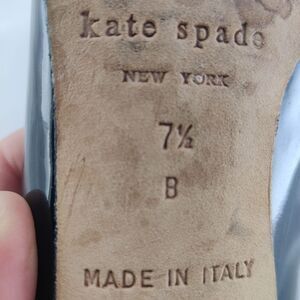 kate spade
NEW YORK
7½
B
MADE IN ITALY